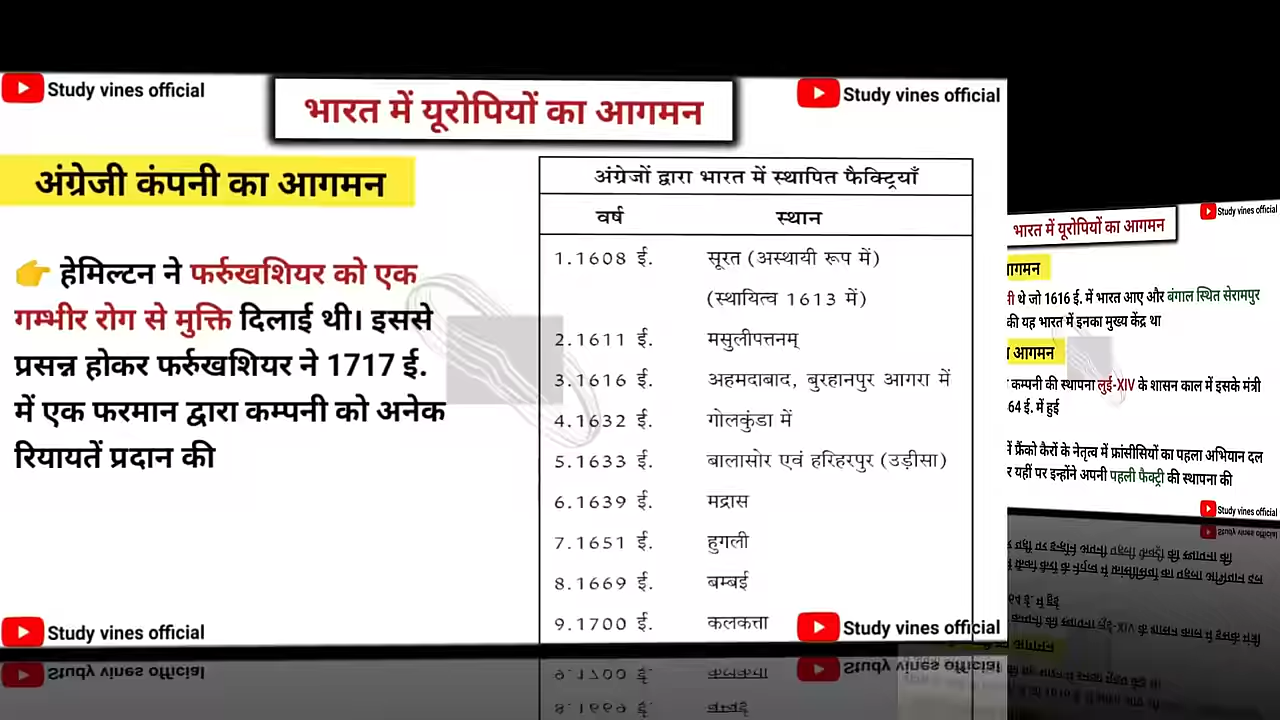 Study vines official
भारत में यूरोपियों का आगमन
Study vines official
अंग्रेजी कंपनी का आगमन
👉 हेमिल्टन ने फर्रुखशियर को एक
गम्भीर रोग से मुक्ति दिलाई थी। इससे
प्रसन्न होकर फर्रुखशियर ने 1717 ई.
में एक फरमान द्वारा कम्पनी को अनेक
रियायतें प्रदान की
अंग्रेजों द्वारा भारत में स्थापित फैक्ट्रियाँ
वर्ष स्थान
1.1608 ई. सूरत (अस्थायी रूप में)
(स्थायित्व 1613 में)
2.1611 ई. मसुलीपत्तनम्
3.1616 ई. अहमदाबाद, बुरहानपुर आगरा में
4.1632 ई. गोलकुंडा में
5.1633 ई. बालासोर एवं हरिहरपुर (उड़ीसा)
6.1639 ई. मद्रास
7.1651 ई. हुगली
8.1669 ई. बम्बई
9.1700 ई. कलकत्ता
Study vines official
Study vines official
Study vines official
भारत में यूरोपियों का आगमन
थे जो 1616 ई. में भारत आए और बंगाल स्थित सेरामपुर
की यह भारत में इनका मुख्य केंद्र था
आगमन
कम्पनी की स्थापना लुई-XIV के शासन काल में इसके मंत्री
64 ई. में हुई
में फ्रैंको कैरों के नेतृत्व में फ्रांसीसियों का पहला अभियान दल
यहीं पर इन्होंने अपनी पहली फैक्ट्री की स्थापना की
Study vines official